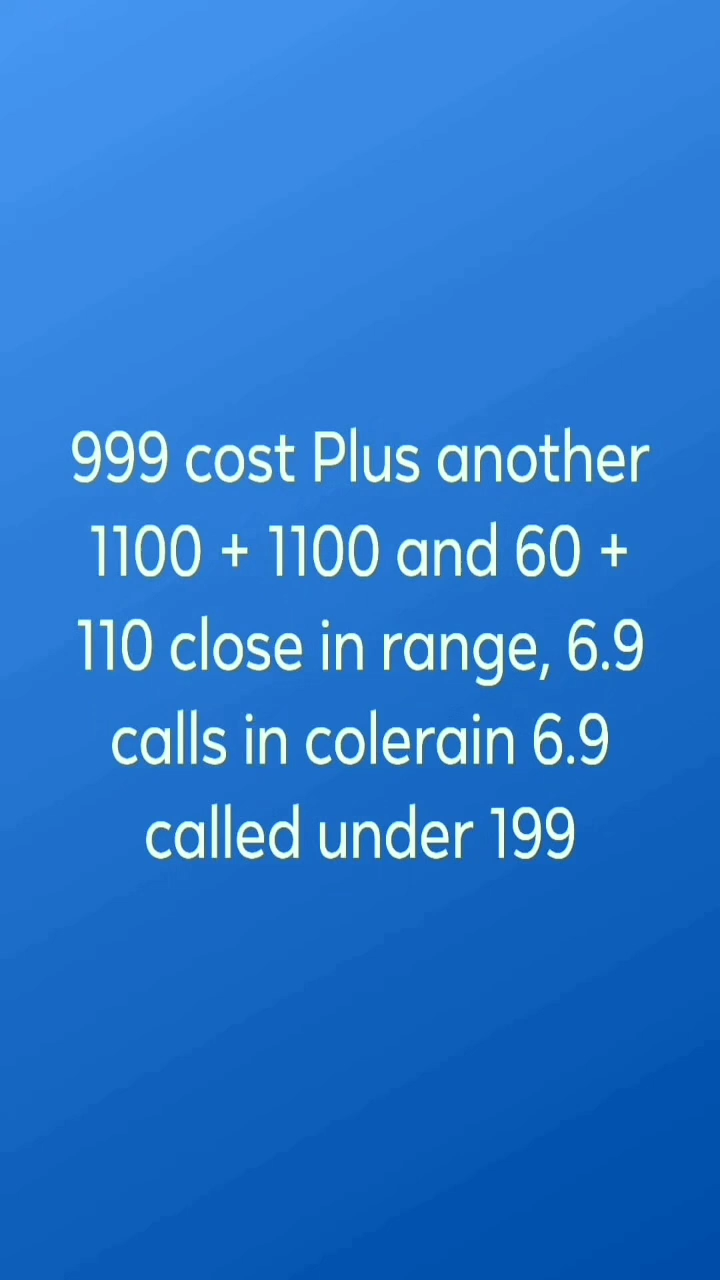 999 cost Plus another
1100 + 1100 and 60 +
110 close in range, 6.9
calls in colerain 6.9
called under 199